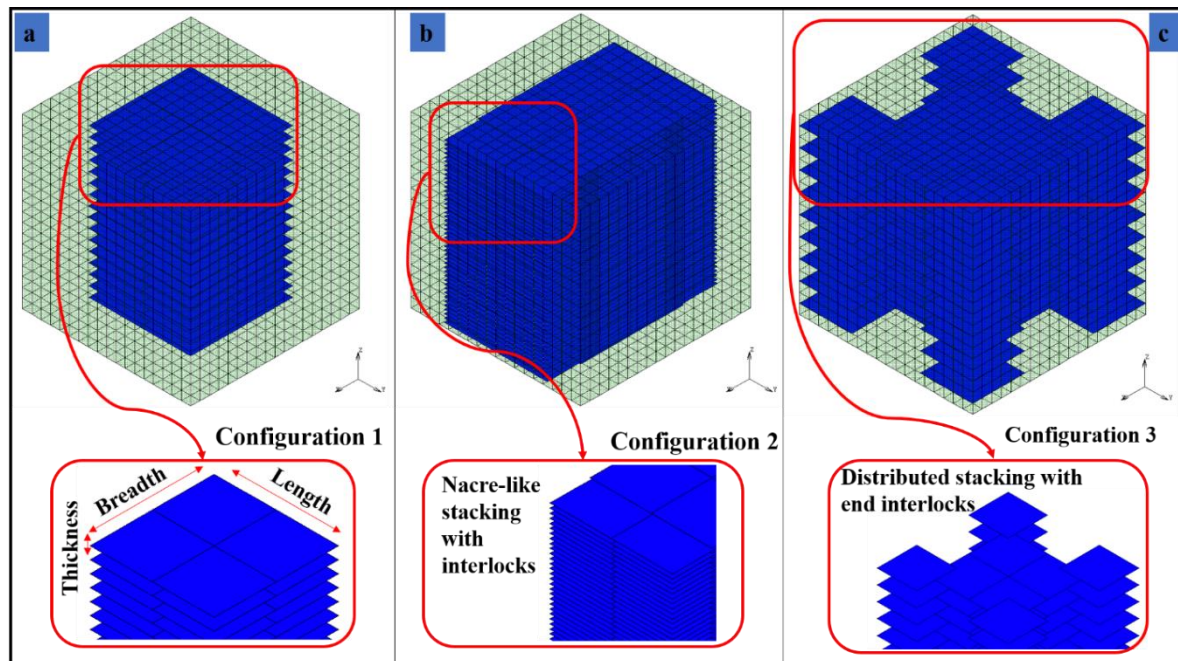 a
b
c
Z
X
Y
Z
X
Y
Z
X
Y
Configuration 1
Configuration 2
Configuration 3
Breadth
Length
Thickness
Nacre-like
stacking
with
interlocks
Distributed stacking with
end interlocks